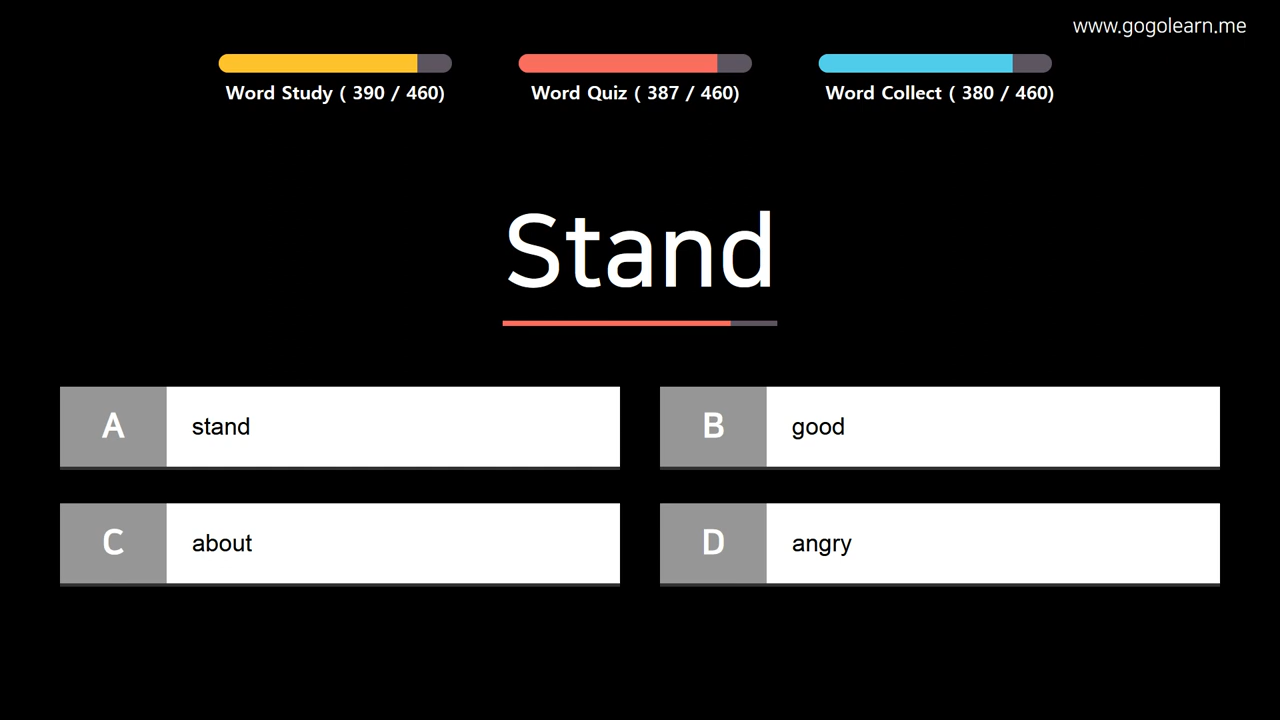 www.gogolearn.me
Word Study ( 390 / 460)
Word Quiz ( 387 / 460)
Word Collect ( 380 / 460)
Stand
A stand
B good
C about
D angry